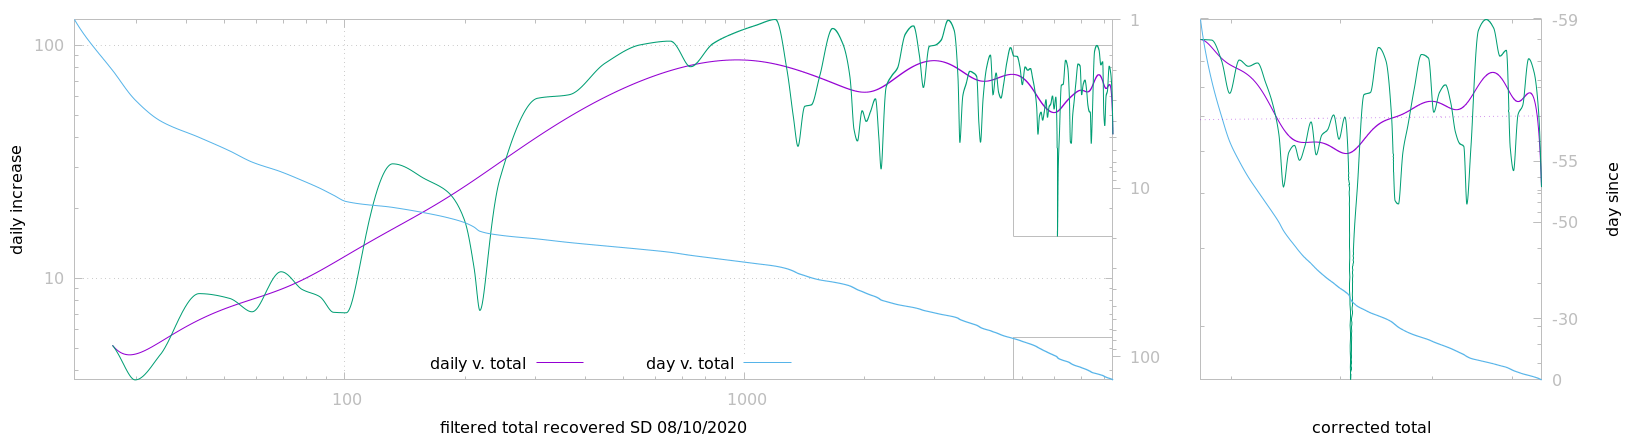 1 -59
100
10 -55
-50
daily increase
day since
10
-30
daily v. total day v. total
100 0
100 1000
filtered total recovered SD 08/10/2020 corrected total